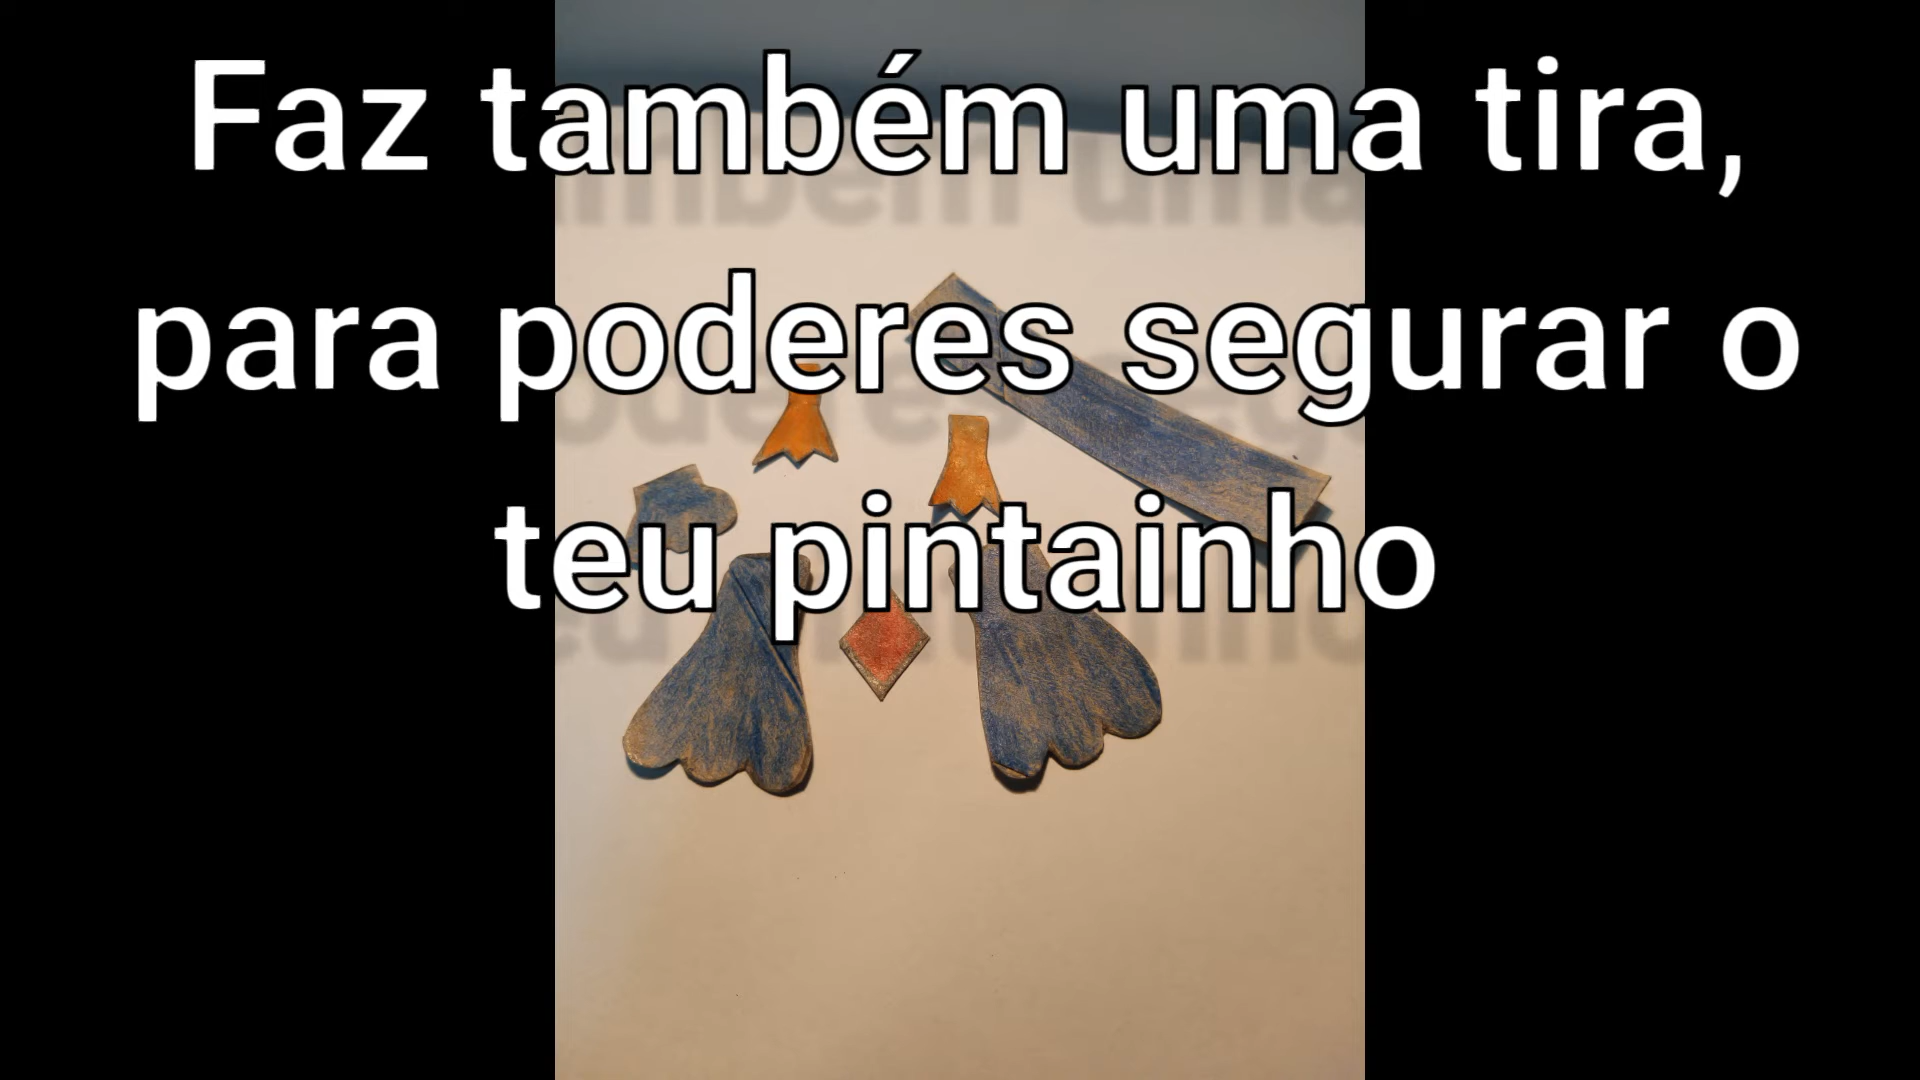 Faz também uma tira,
para poderes segurar o
teu pintainho